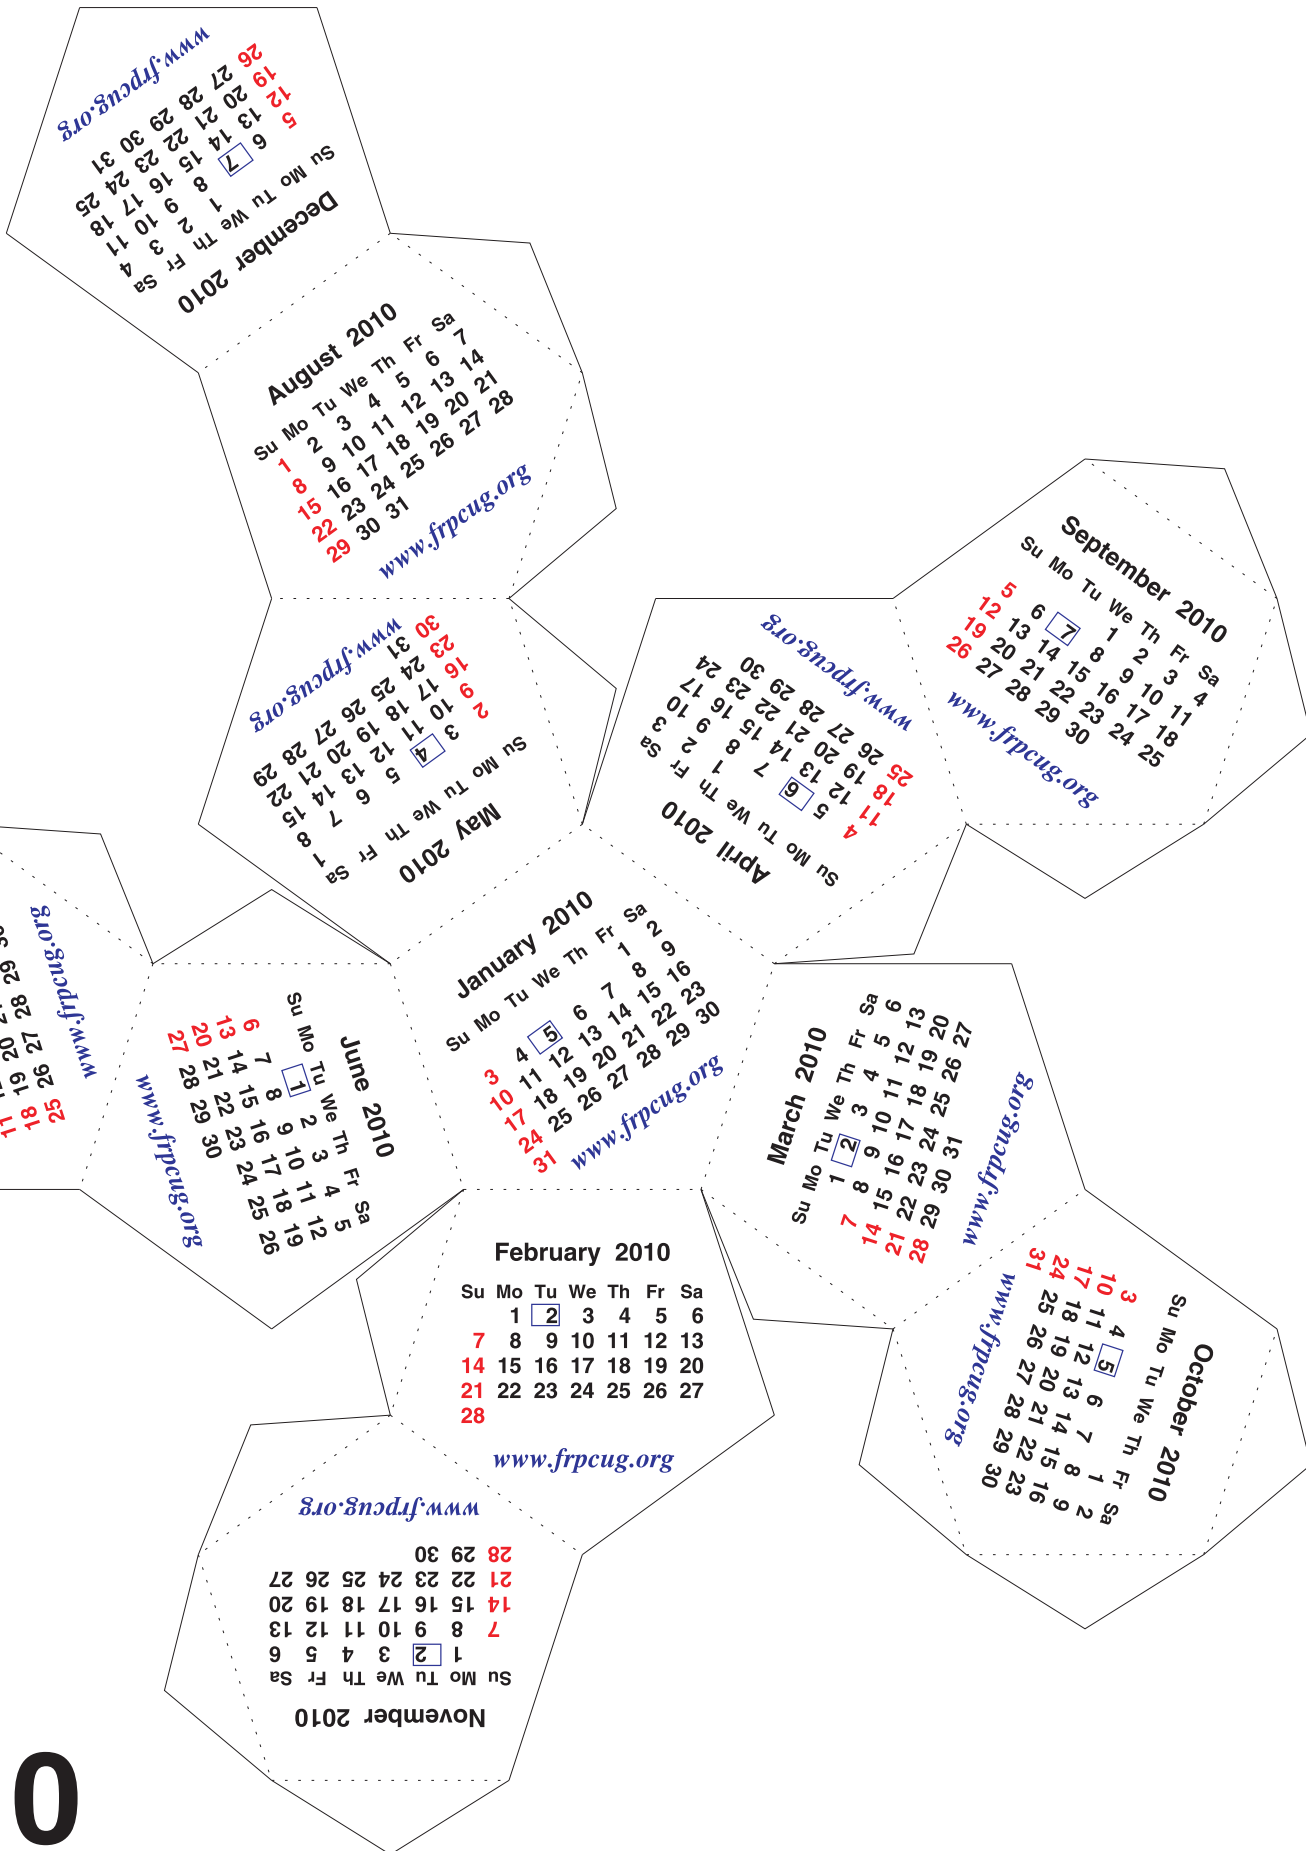 December 2010
Su Mo Tu We Th Fr Sa
1 2 3 4
5 6 7 8 9 10 11
12 13 14 15 16 17 18
19 20 21 22 23 24 25
26 27 28 29 30 31
www.frpcug.org
August 2010
Su Mo Tu We Th Fr Sa
1 2 3 4 5 6 7
8 9 10 11 12 13 14
15 16 17 18 19 20 21
22 23 24 25 26 27 28
29 30 31
www.frpcug.org
May 2010
Su Mo Tu We Th Fr Sa
1
2 3 4 5 6 7 8
9 10 11 12 13 14 15
16 17 18 19 20 21 22
23 24 25 26 27 28 29
30 31
www.frpcug.org
April 2010
Su Mo Tu We Th Fr Sa
1 2 3
4 5 6 7 8 9 10
11 12 13 14 15 16 17
18 19 20 21 22 23 24
25 26 27 28 29 30
www.frpcug.org
September 2010
Su Mo Tu We Th Fr Sa
1 2 3 4
5 6 7 8 9 10 11
12 13 14 15 16 17 18
19 20 21 22 23 24 25
26 27 28 29 30
www.frpcug.org
January 2010
Su Mo Tu We Th Fr Sa
1 2
3 4 5 6 7 8 9
10 11 12 13 14 15 16
17 18 19 20 21 22 23
24 25 26 27 28 29 30
31
www.frpcug.org
11
18 19 20
25 26 27 28 29
www.frpcug.org
June 2010
Su Mo Tu We Th Fr Sa
1 2 3 4 5
6 7 8 9 10 11 12
13 14 15 16 17 18 19
20 21 22 23 24 25 26
27 28 29 30
www.frpcug.org
March 2010
Su Mo Tu We Th Fr Sa
1 2 3 4 5 6
7 8 9 10 11 12 13
14 15 16 17 18 19 20
21 22 23 24 25 26 27
28 29 30 31
www.frpcug.org
February 2010
Su Mo Tu We Th Fr Sa
1 2 3 4 5 6
7 8 9 10 11 12 13
14 15 16 17 18 19 20
21 22 23 24 25 26 27
28
www.frpcug.org
October 2010
Su Mo Tu We Th Fr Sa
1 2
3 4 5 6 7 8 9
10 11 12 13 14 15 16
17 18 19 20 21 22 23
24 25 26 27 28 29 30
31
www.frpcug.org
November 2010
Su Mo Tu We Th Fr Sa
1 2 3 4 5 6
7 8 9 10 11 12 13
14 15 16 17 18 19 20
21 22 23 24 25 26 27
28 29 30
www.frpcug.org
0